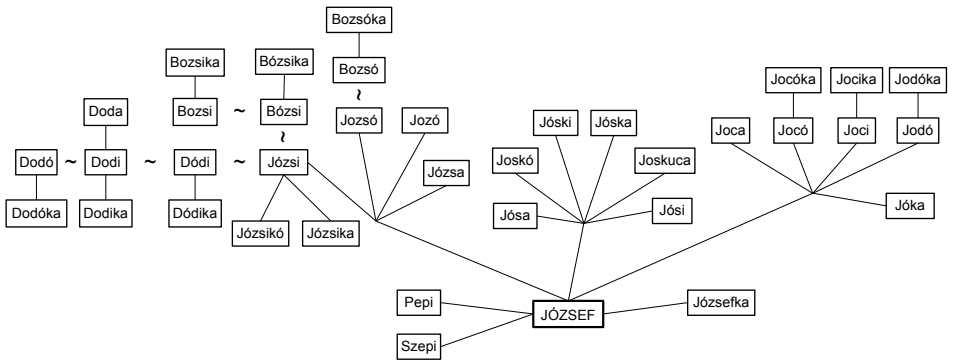 Bozsóka
Bozsika
Bózsika
Bozsó
Jocóka
Jocika
Jodóka
Doda
Bozsi
~
Bózsi
~
Jozsó
Jozó
Jóski
Jóska
Joca
Jocó
Joci
Jodó
~
Dodó
~
Dodi
~
Dódi
~
Józsi
Józsa
Joskó
Joskuca
Dodóka
Dodika
Dódika
Józsikó
Józsika
Jósa
Jósi
Jóka
Pepi
JÓZSEF
Józsefka
Szepi